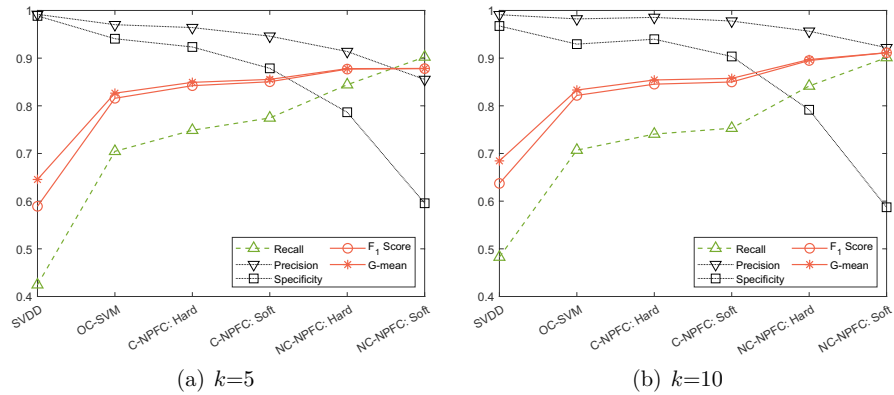 1
0.9
0.8
0.7
0.6
0.5
0.4
Recall
Precision
Specificity
F1 Score
G-mean
SVDD
OC-SVM
C-NPFC: Hard
C-NPFC: Soft
NC-NPFC: Hard
NC-NPFC: Soft
(a) k=5
1
0.9
0.8
0.7
0.6
0.5
0.4
Recall
Precision
Specificity
F1 Score
G-mean
SVDD
OC-SVM
C-NPFC: Hard
C-NPFC: Soft
NC-NPFC: Hard
NC-NPFC: Soft
(b) k=10